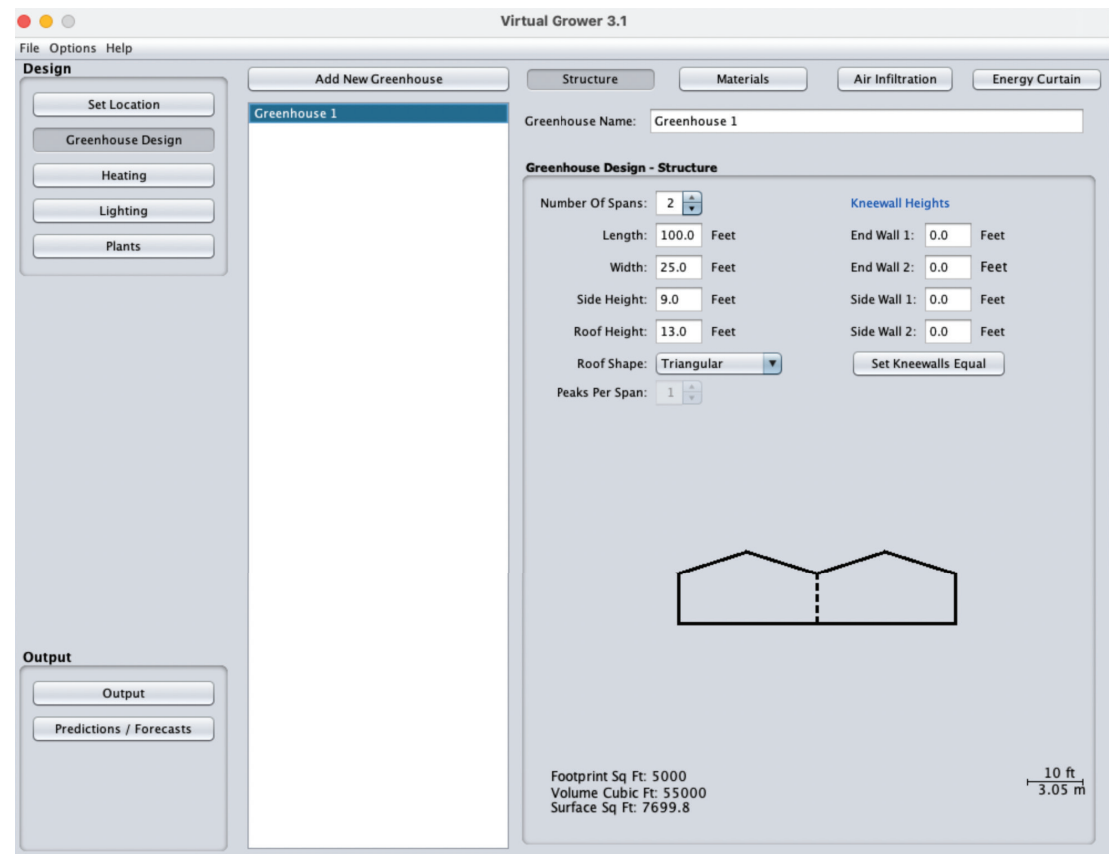 Virtual Grower 3.1
File Options Help
Design
Set Location
Greenhouse Design
Heating
Lighting
Plants
Output
Output
Predictions / Forecasts
Add New Greenhouse
Greenhouse 1
Structure
Materials
Air Infiltration
Energy Curtain
Greenhouse Name: Greenhouse 1
Greenhouse Design - Structure
Number Of Spans: 2
Length: 100.0 Feet
Width: 25.0 Feet
Side Height: 9.0 Feet
Roof Height: 13.0 Feet
Roof Shape: Triangular
Peaks Per Span: 1
Kneewall Heights
End Wall 1: 0.0 Feet
End Wall 2: 0.0 Feet
Side Wall 1: 0.0 Feet
Side Wall 2: 0.0 Feet
Set Kneewalls Equal
Footprint Sq Ft: 5000
Volume Cubic Ft: 55000
Surface Sq Ft: 7699.8
10 ft
3.05 m